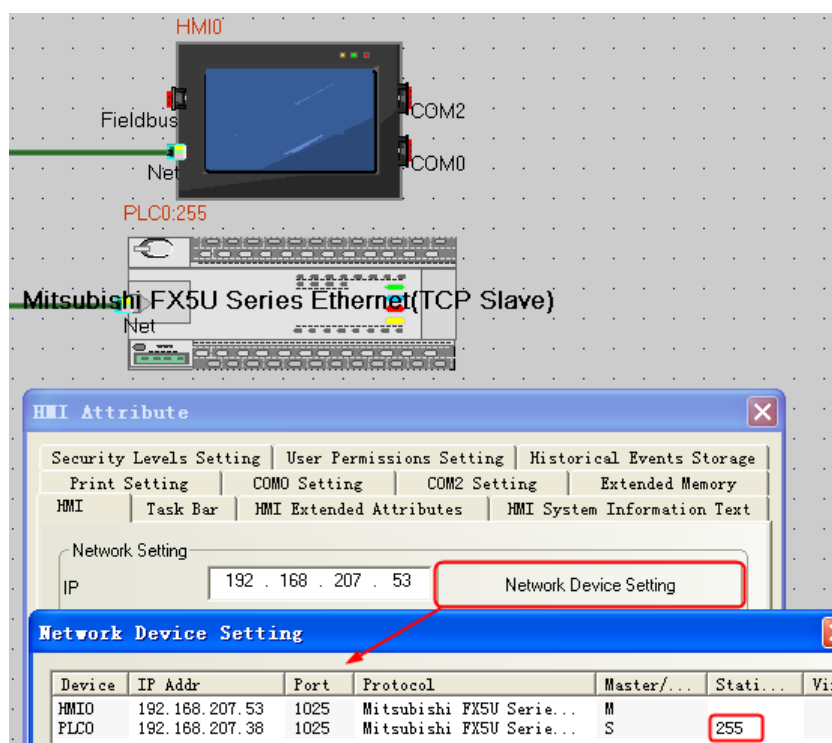 HMI0
Fieldbus
COM2
Net
COM0
PLC0:255
Mitsubishi FX5U Series Ethernet(TCP Slave)
Net
HMI Attribute
Security Levels Setting User Permissions Setting Historical Events Storage
Print Setting COM0 Setting COM2 Setting Extended Memory
HMI Task Bar HMI Extended Attributes HMI System Information Text
Network Setting
IP 192 . 168 . 207 . 53 Network Device Setting
Network Device Setting
Device IP Addr Port Protocol Master/... Stati... Vi
HMI0 192.168.207.53 1025 Mitsubishi FX5U Serie... M
PLC0 192.168.207.38 1025 Mitsubishi FX5U Serie... S 255